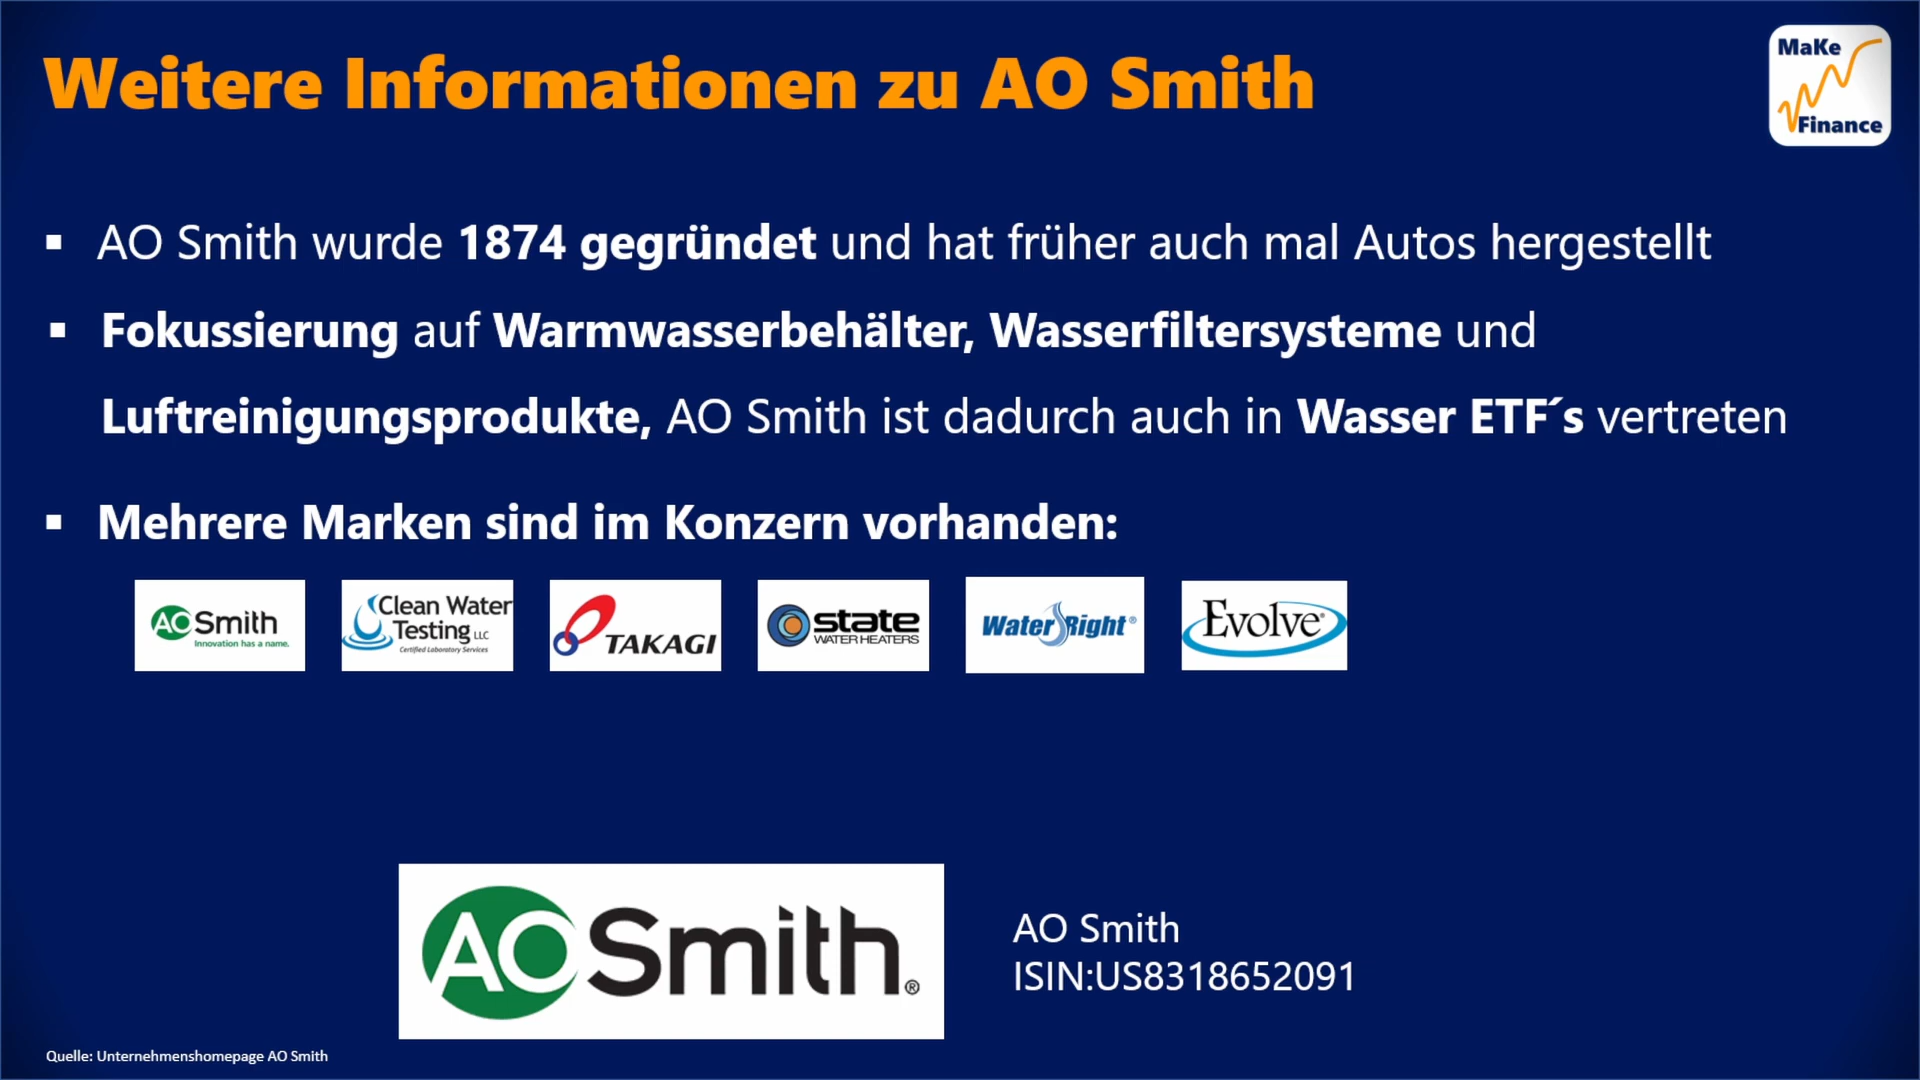 Weitere Informationen zu AO Smith
MaKe
Finance
▪ AO Smith wurde 1874 gegründet und hat früher auch mal Autos hergestellt
▪ Fokussierung auf Warmwasserbehälter, Wasserfiltersysteme und
Luftreinigungsprodukte, AO Smith ist dadurch auch in Wasser ETF´s vertreten
▪ Mehrere Marken sind im Konzern vorhanden:
AO Smith
Innovation has a name.
Clean Water
Testing LLC
Certified Laboratory Services
TAKAGI
state
WATER HEATERS
Water Right®
Evolve®
AO Smith®
AO Smith
ISIN:US8318652091
Quelle: Unternehmenshomepage AO Smith